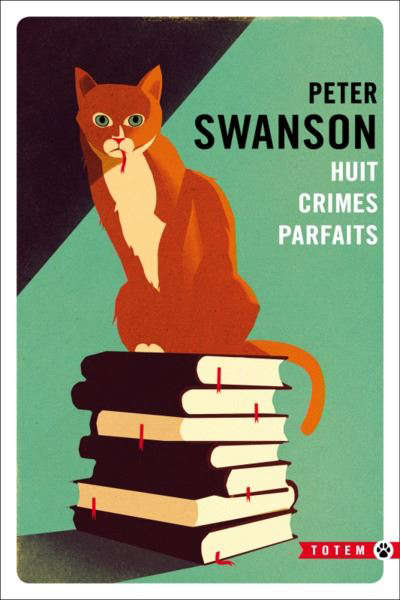 PETER
SWANSON
HUIT
CRIMES
PARFAITS
TOTEM